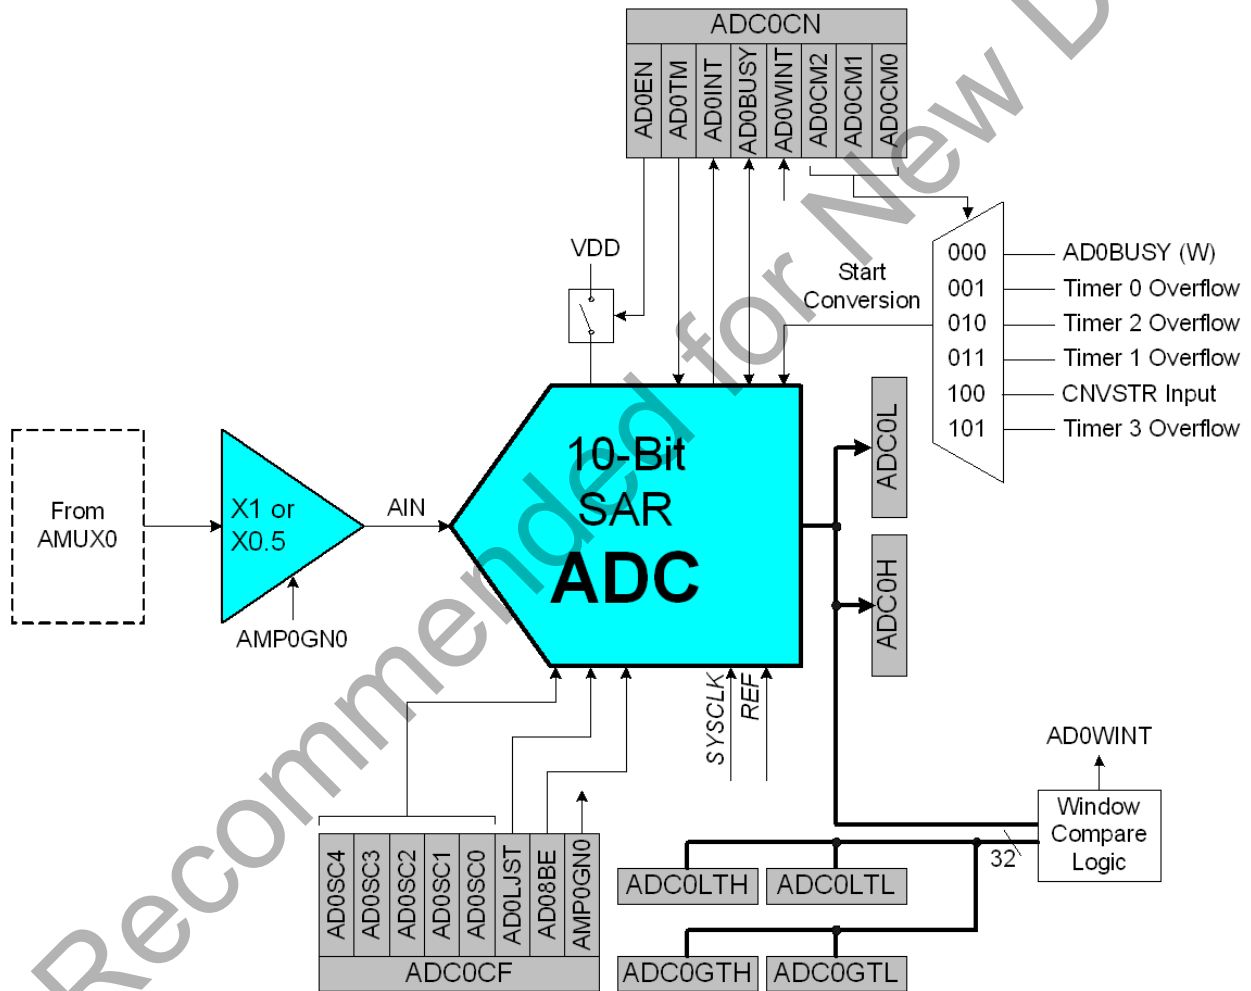 ADC0CN
AD0EN
AD0TM
AD0INT
AD0BUSY
AD0WINT
AD0CM2
AD0CM1
AD0CM0
VDD
Start
Conversion
000
001
010
011
100
101
AD0BUSY (W)
Timer 0 Overflow
Timer 2 Overflow
Timer 1 Overflow
CNVSTR Input
Timer 3 Overflow
From
AMUX0
X1 or
X0.5
AIN
AMP0GN0
10-Bit
SAR
ADC
ADC0L
ADC0H
SYSCLK
REF
AD0WINT
Window
Compare
Logic
32
AD0SC4
AD0SC3
AD0SC2
AD0SC1
AD0SC0
AD0LJST
AD08BE
AMP0GN0
ADC0CF
ADC0LTH
ADC0LTL
ADC0GTH
ADC0GTL
Recommended for New D